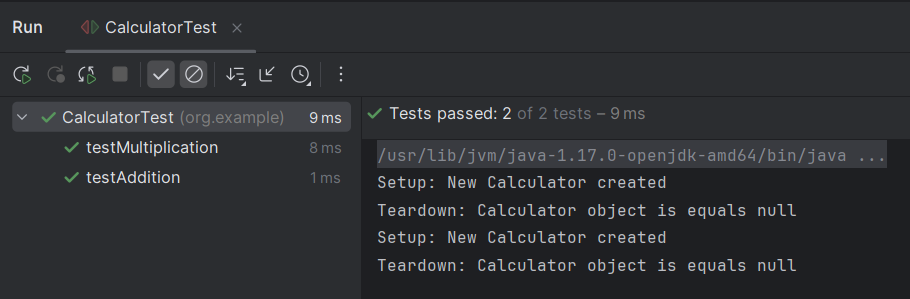 Run CalculatorTest
CalculatorTest (org.example) 9 ms
testMultiplication 8 ms
testAddition 1 ms
Tests passed: 2 of 2 tests – 9 ms
/usr/lib/jvm/java-1.17.0-openjdk-amd64/bin/java ...
Setup: New Calculator created
Teardown: Calculator object is equals null
Setup: New Calculator created
Teardown: Calculator object is equals null